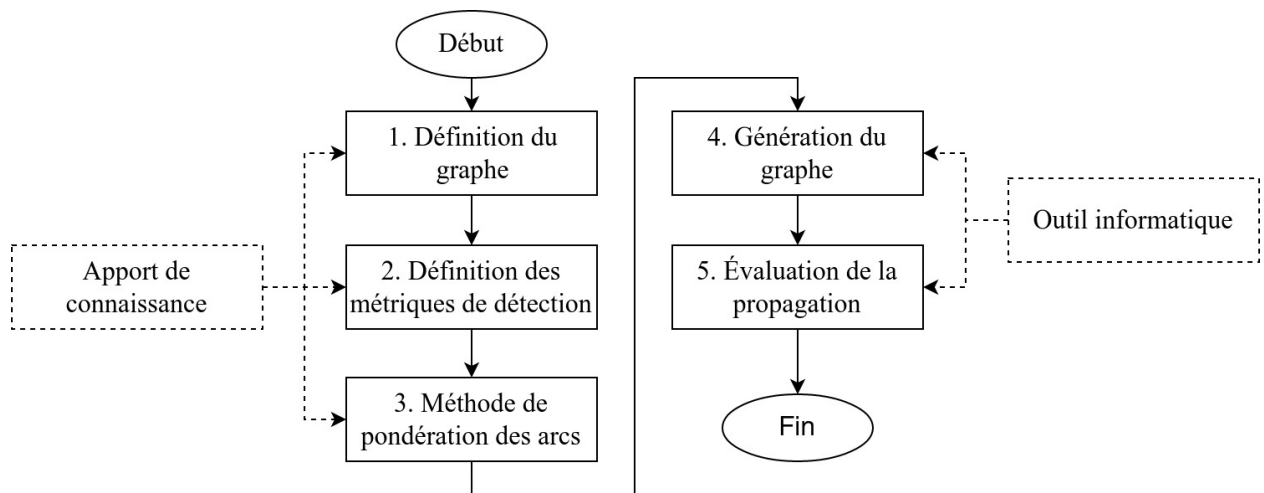 Début
1. Définition du
graphe
Apport de
connaissance
2. Définition des
métriques de détection
3. Méthode de
pondération des arcs
4. Génération du
graphe
Outil informatique
5. Évaluation de la
propagation
Fin